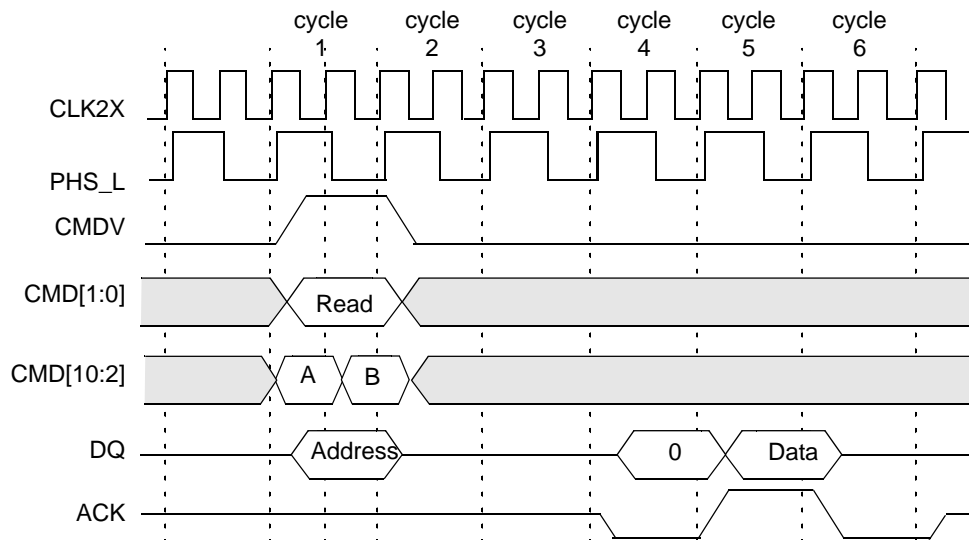 cycle cycle cycle cycle cycle cycle
1 2 3 4 5 6
CLK2X
PHS_L
CMDV
CMD[1:0] Read
CMD[10:2] A B
DQ Address 0 Data
ACK